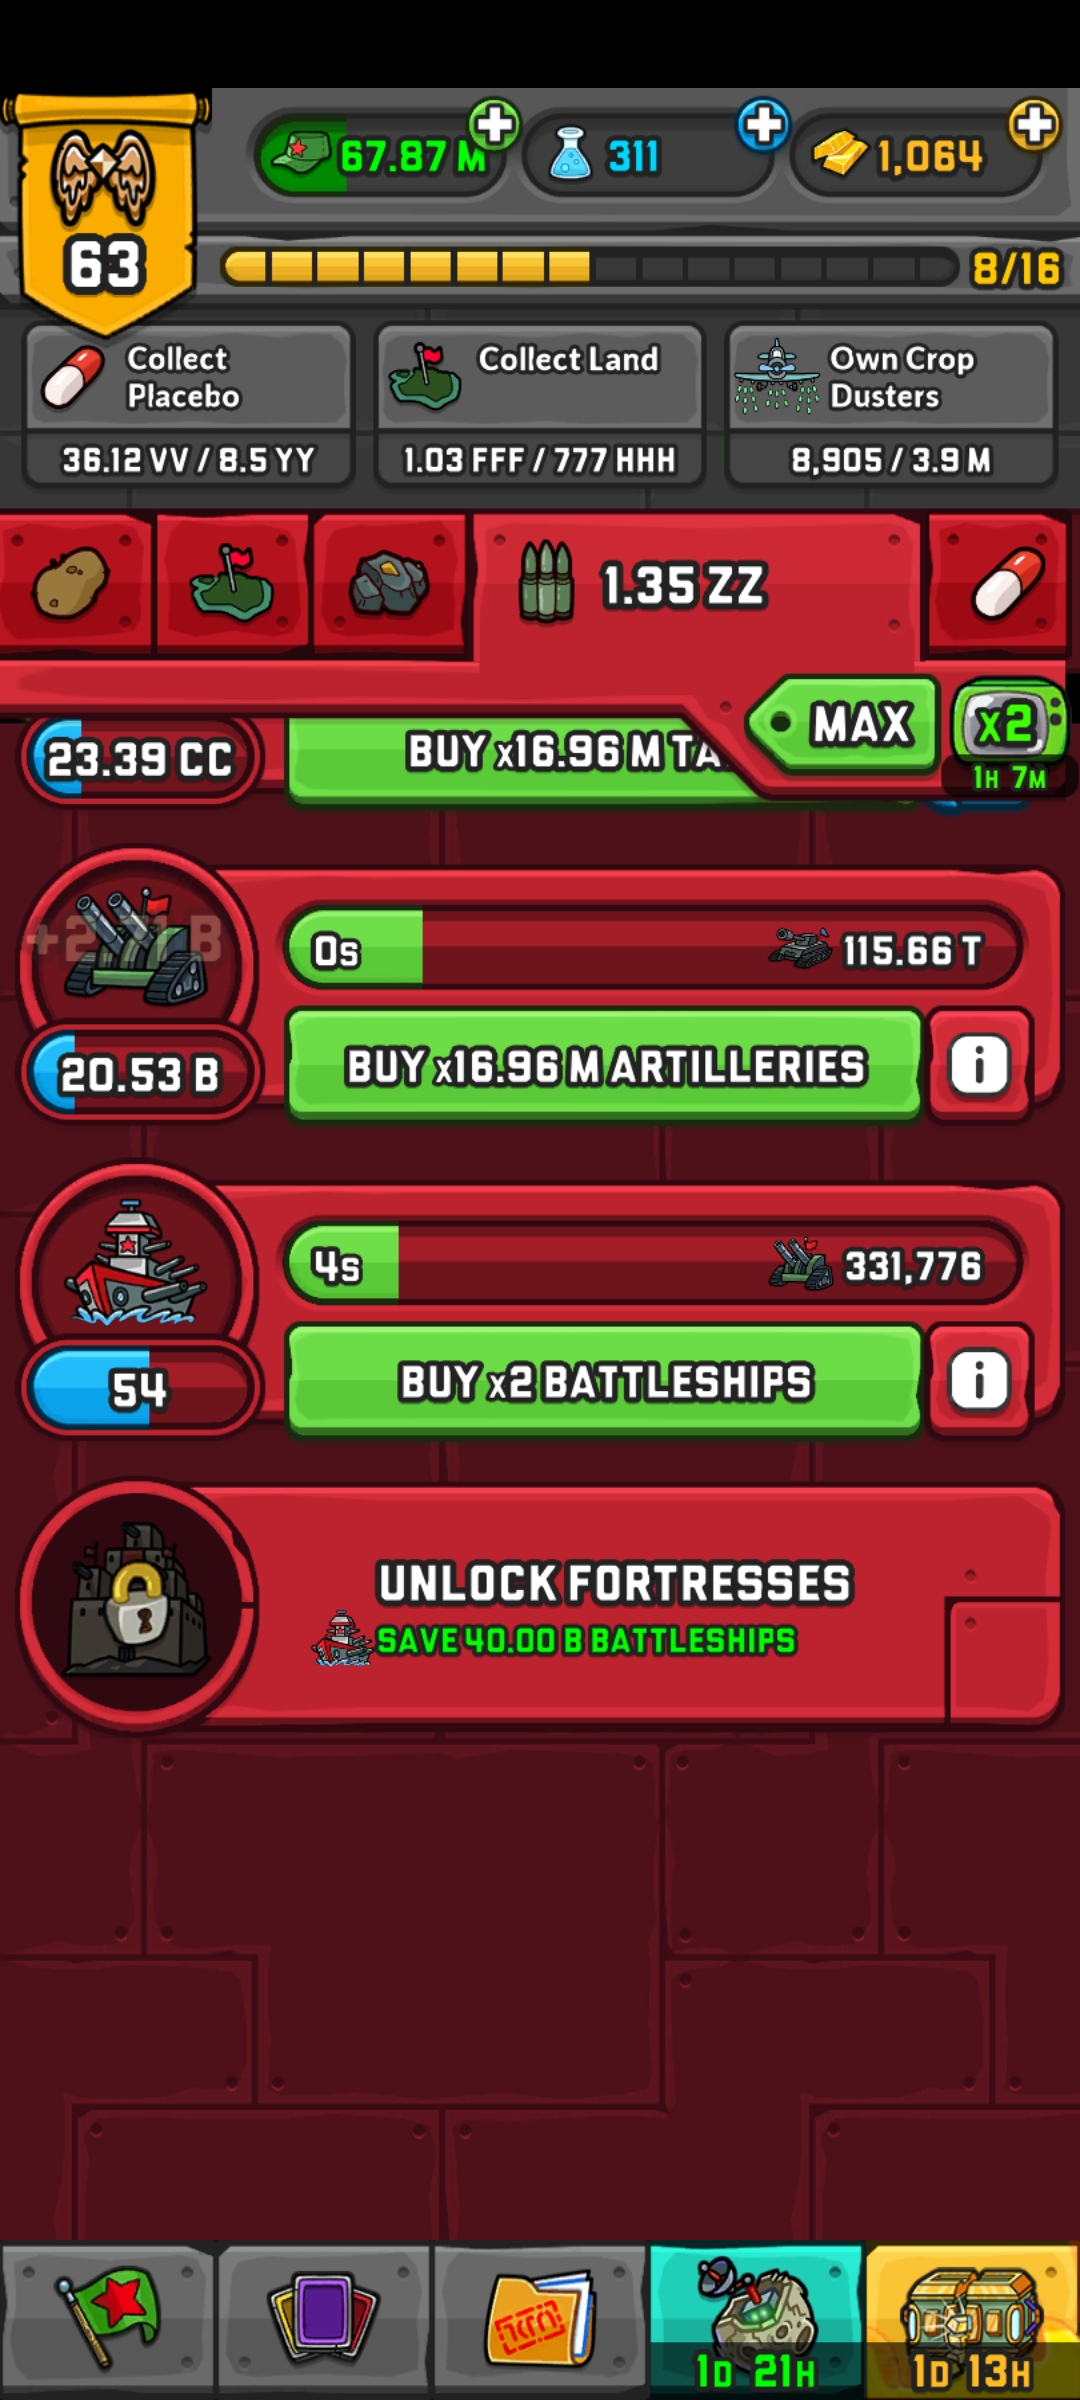 67.87 M
311
1,064
63
8/16
Collect
Placebo
36.12 VV / 8.5 YY
Collect Land
1.03 FFF / 777 HHH
Own Crop
Dusters
8,905 / 3.9 M
1.35 ZZ
MAX
x2
1H 7M
23.39 CC
BUY x16.96 M TA
0s
115.66 T
20.53 B
BUY x16.96 M ARTILLERIES
i
4s
331,776
54
BUY x2 BATTLESHIPS
i
UNLOCK FORTRESSES
SAVE 40.00 B BATTLESHIPS
1D 21H
1D 13H